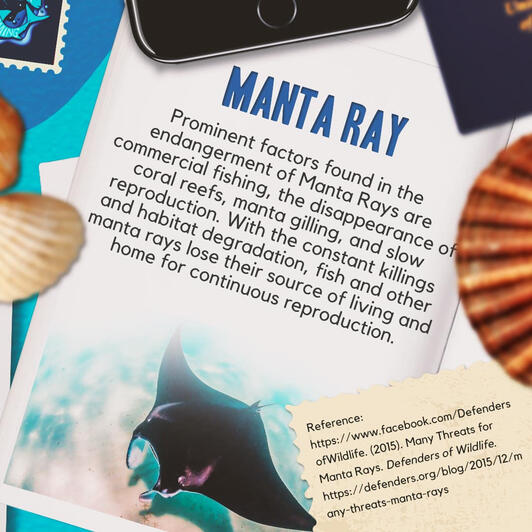 MANTA RAY
Prominent factors found in the
endangerment of Manta Rays are
commercial fishing, the disappearance of
coral reefs, manta gilling, and slow
reproduction. With the constant killings
and habitat degradation, fish and other
manta rays lose their source of living and
home for continuous reproduction.
Reference:
https://www.facebook.com/Defenders
ofWildlife. (2015). Many Threats for
Manta Rays. Defenders of Wildlife.
https://defenders.org/blog/2015/12/m
any-threats-manta-rays